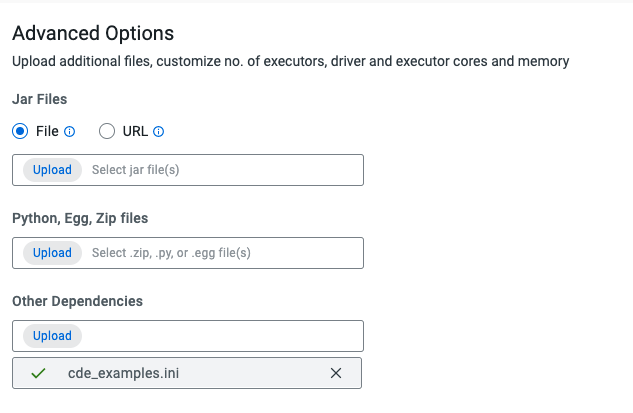 Advanced Options
Upload additional files, customize no. of executors, driver and executor cores and memory
Jar Files
File URL
Upload Select jar file(s)
Python, Egg, Zip files
Upload Select .zip, .py, or .egg file(s)
Other Dependencies
Upload
cde_examples.ini